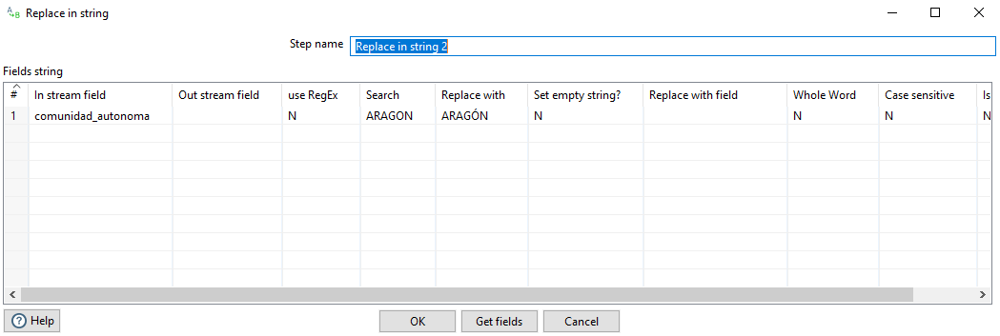 Replace in string
Step name Replace in string 2
Fields string
# In stream field Out stream field use RegEx Search Replace with Set empty string? Replace with field Whole Word Case sensitive Is
1 comunidad_autonoma N ARAGON ARAGÓN N N N N
Help OK Get fields Cancel